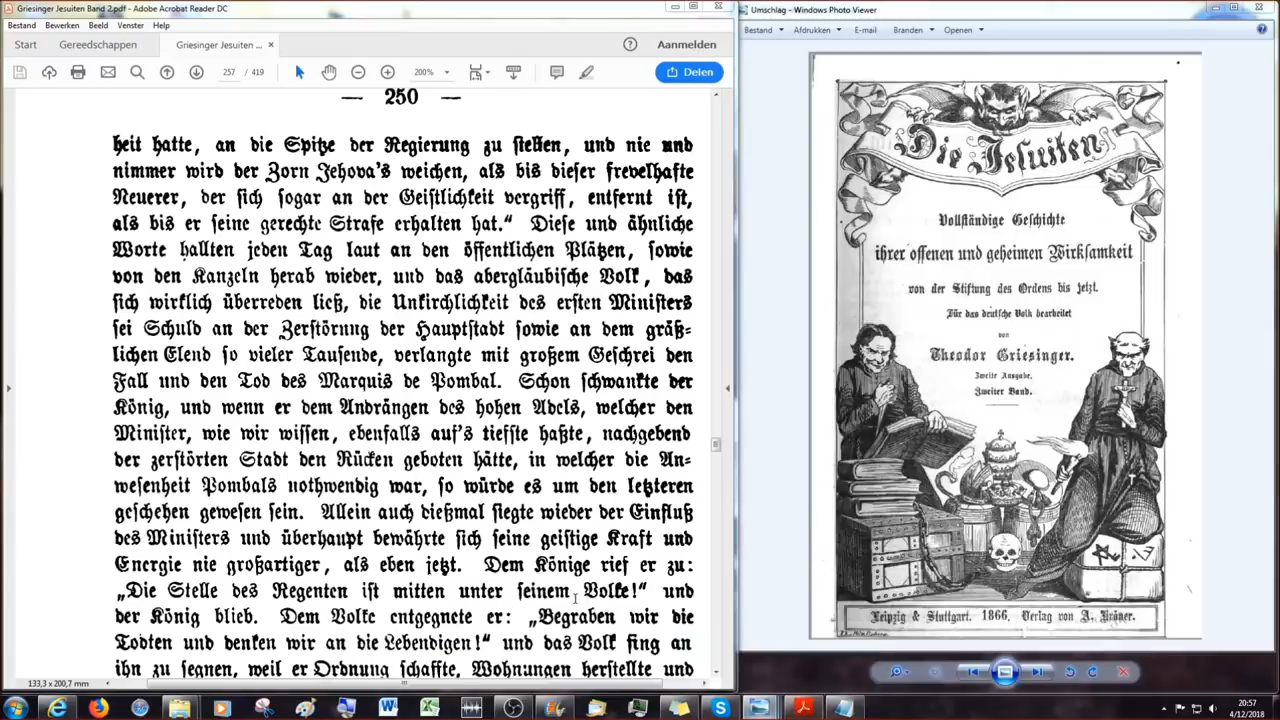 Griesinger Jesuiten Band 2.pdf - Adobe Acrobat Reader DC
Bestand Bewerken Beeld Venster Help
Start Gereedschappen Griesinger Jesuiten ... × Aanmelden
257 / 419 200% Delen
— 250 —
heit hatte, an die Spitze der Regierung zu stellen, und nie und
nimmer wird der Zorn Jehova's weichen, als bis dieser frevelhafte
Neuerer, der sich sogar an der Geistlichkeit vergriff, entfernt ist,
als bis er seine gerechte Strafe erhalten hat.“ Diese und ähnliche
Worte hallten jeden Tag laut an den öffentlichen Plätzen, sowie
von den Kanzeln herab wieder, und das abergläubische Volk, das
sich wirklich überreden ließ, die Unkirchlichkeit des ersten Ministers
sei Schuld an der Zerstörung der Hauptstadt sowie an dem gräß-
lichen Elend so vieler Tausende, verlangte mit großem Geschrei den
Fall und den Tod des Marquis de Pombal. Schon schwankte der
König, und wenn er dem Andrängen des hohen Adels, welcher den
Minister, wie wir wissen, ebenfalls auf's tiefste haßte, nachgebend
der zerstörten Stadt den Rücken geboten hätte, in welcher die An-
wesenheit Pombals nothwendig war, so würde es um den letzteren
geschehen gewesen sein. Allein auch dießmal siegte wieder der Einfluß
des Ministers und überhaupt bewährte sich seine geistige Kraft und
Energie nie großartiger, als eben jetzt. Dem Könige rief er zu:
„Die Stelle des Regenten ist mitten unter seinem Volke!“ und
der König blieb. Dem Volke entgegnete er: „Begraben wir die
Todten und denken wir an die Lebendigen!“ und das Volk fing an
ihn zu segnen, weil er Ordnung schaffte, Wohnungen herstellte und
133,3 x 200,7 mm
Umschlag - Windows Photo Viewer
Bestand Afdrukken E-mail Branden Openen
Die Jesuiten
Vollständige Geschichte
ihrer offenen und geheimen Wirksamkeit
von der Stiftung des Ordens bis jetzt.
Für das deutsche Volk bearbeitet
von
Theodor Griesinger.
Zweite Ausgabe.
Zweiter Band.
Leipzig & Stuttgart. 1866. Verlag von A. Kröner.
20:57
4/12/2018